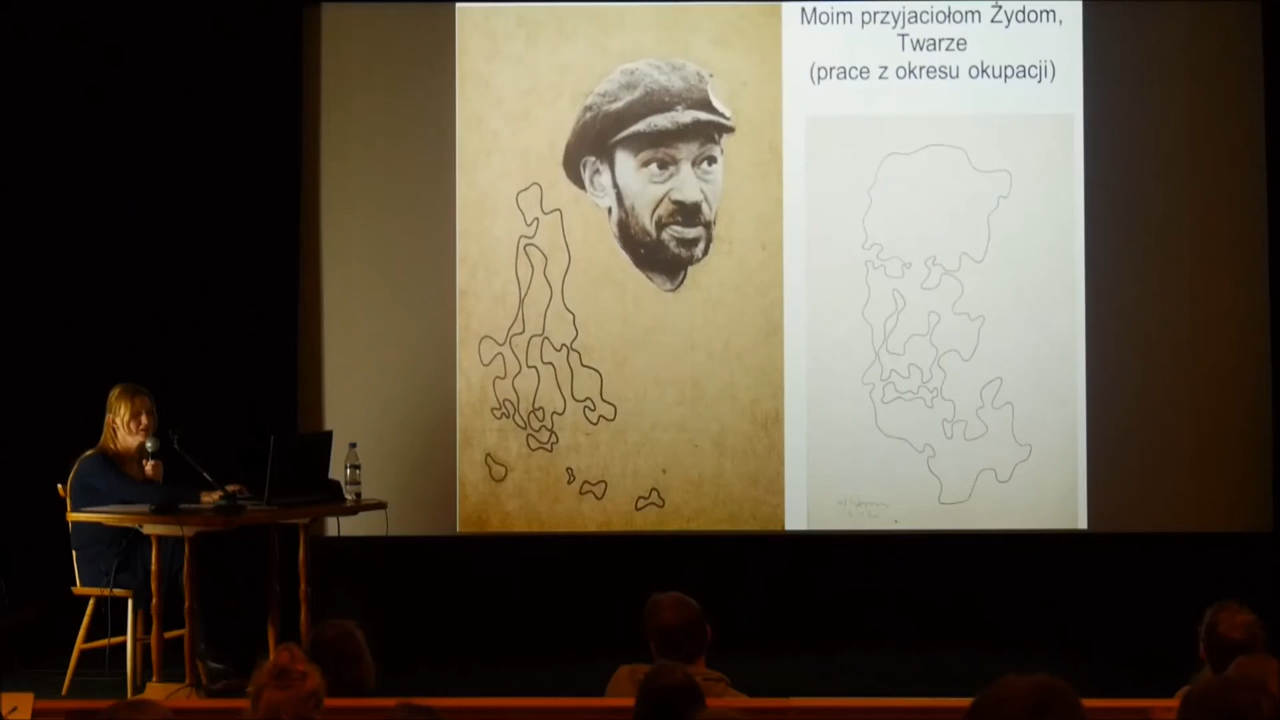 Moim przyjaciołom Żydom,
Twarze
(prace z okresu okupacji)